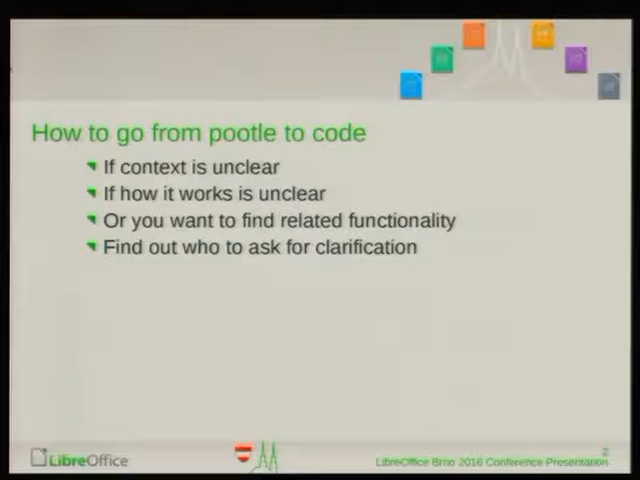 How to go from pootle to code
If context is unclear
If how it works is unclear
Or you want to find related functionality
Find out who to ask for clarification
2
LibreOffice
LibreOffice Brno 2016 Conference Presentation